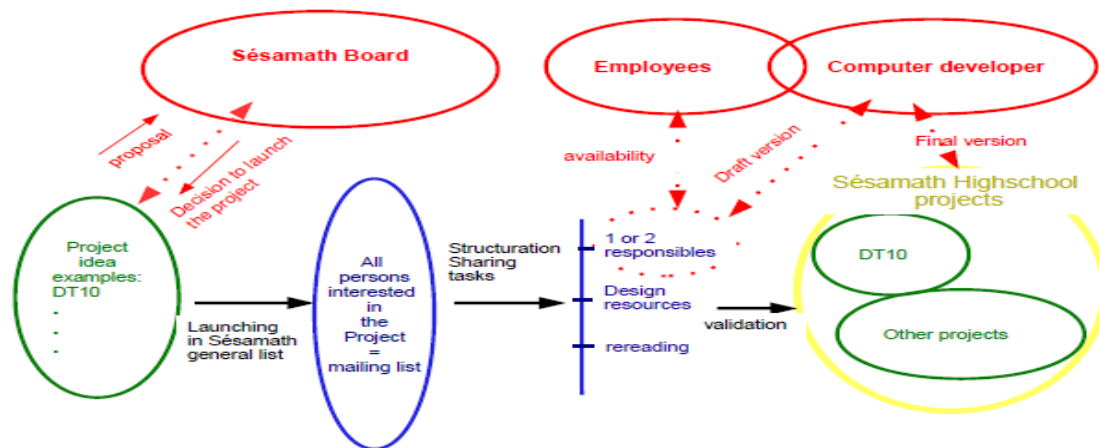 Sésamath Board
Employees
Computer developer
proposal
Decision to launch
the project
availability
Draft version
Final version
Sésamath Highschool
projects
Project
idea
examples:
DT10
.
.
.
Launching
in Sésamath
general list
All
persons
interested
in
the
Project
=
mailing list
Structuration
Sharing
tasks
1 or 2
responsibles
Design
resources
rereading
validation
DT10
Other projects